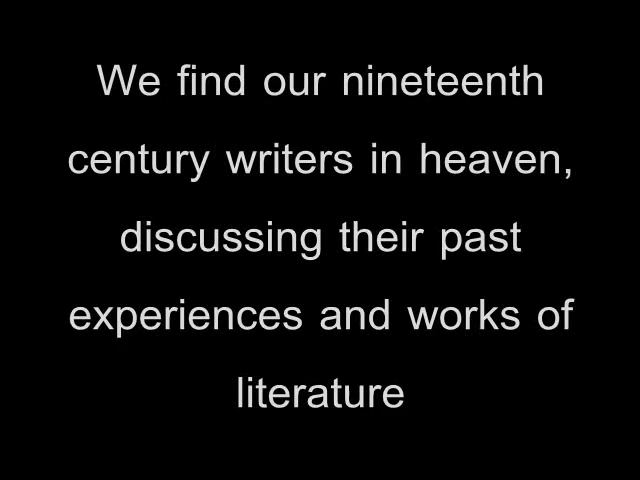 We find our nineteenth
century writers in heaven,
discussing their past
experiences and works of
literature